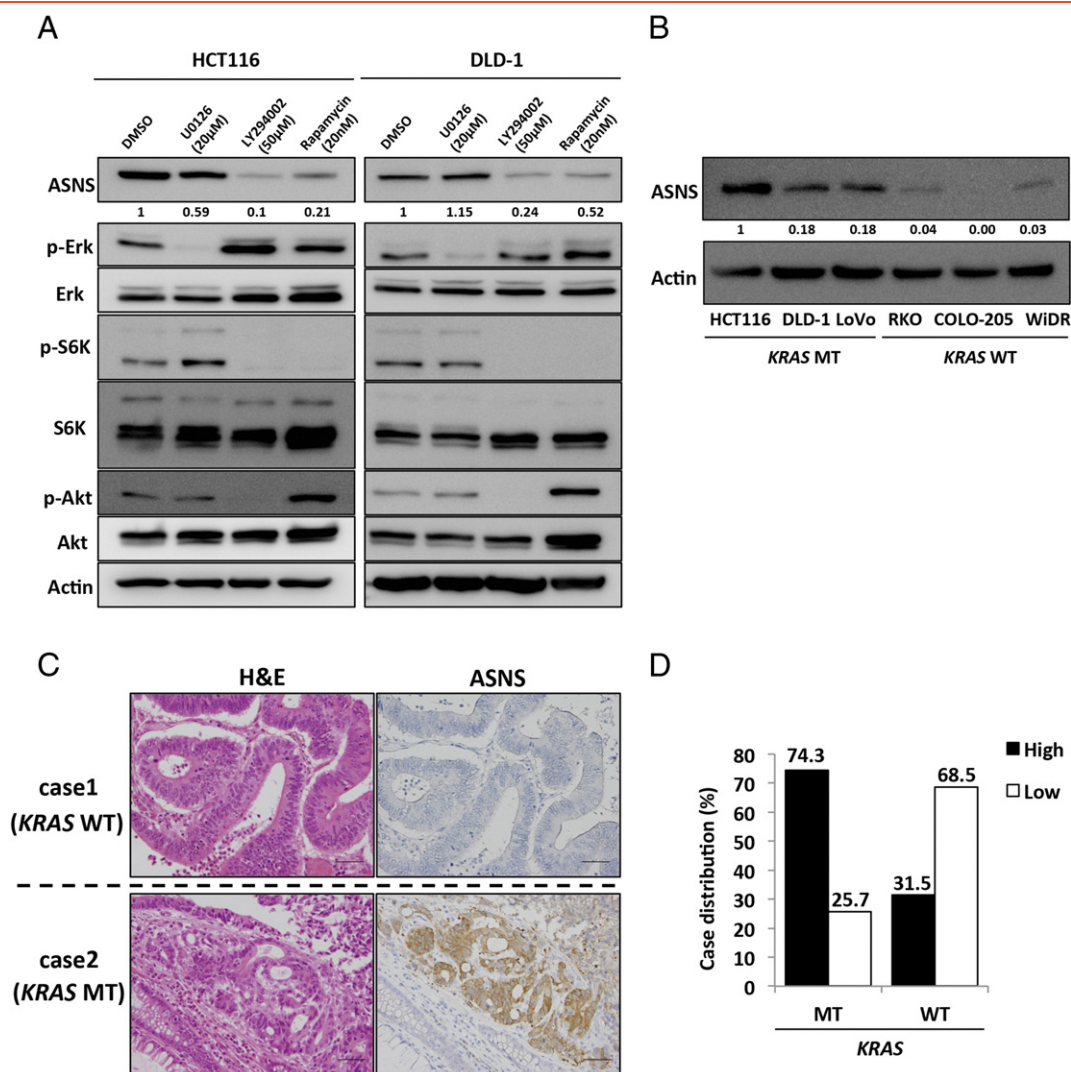 A
HCT116
DLD-1
DMSO
U0126
(20μM)
LY294002
(50μM)
Rapamycin
(20nM)
DMSO
U0126
(20μM)
LY294002
(50μM)
Rapamycin
(20nM)
ASNS
1 0.59 0.1 0.21 1 1.15 0.24 0.52
p-Erk
Erk
p-S6K
S6K
p-Akt
Akt
Actin
B
ASNS
1 0.18 0.18 0.04 0.00 0.03
Actin
HCT116 DLD-1 LoVo RKO COLO-205 WiDR
KRAS MT KRAS WT
C
H&E ASNS
case1
(KRAS WT)
case2
(KRAS MT)
D
High
Low
Case distribution (%)
80
70
60
50
40
30
20
10
0
74.3
25.7
31.5
68.5
MT WT
KRAS